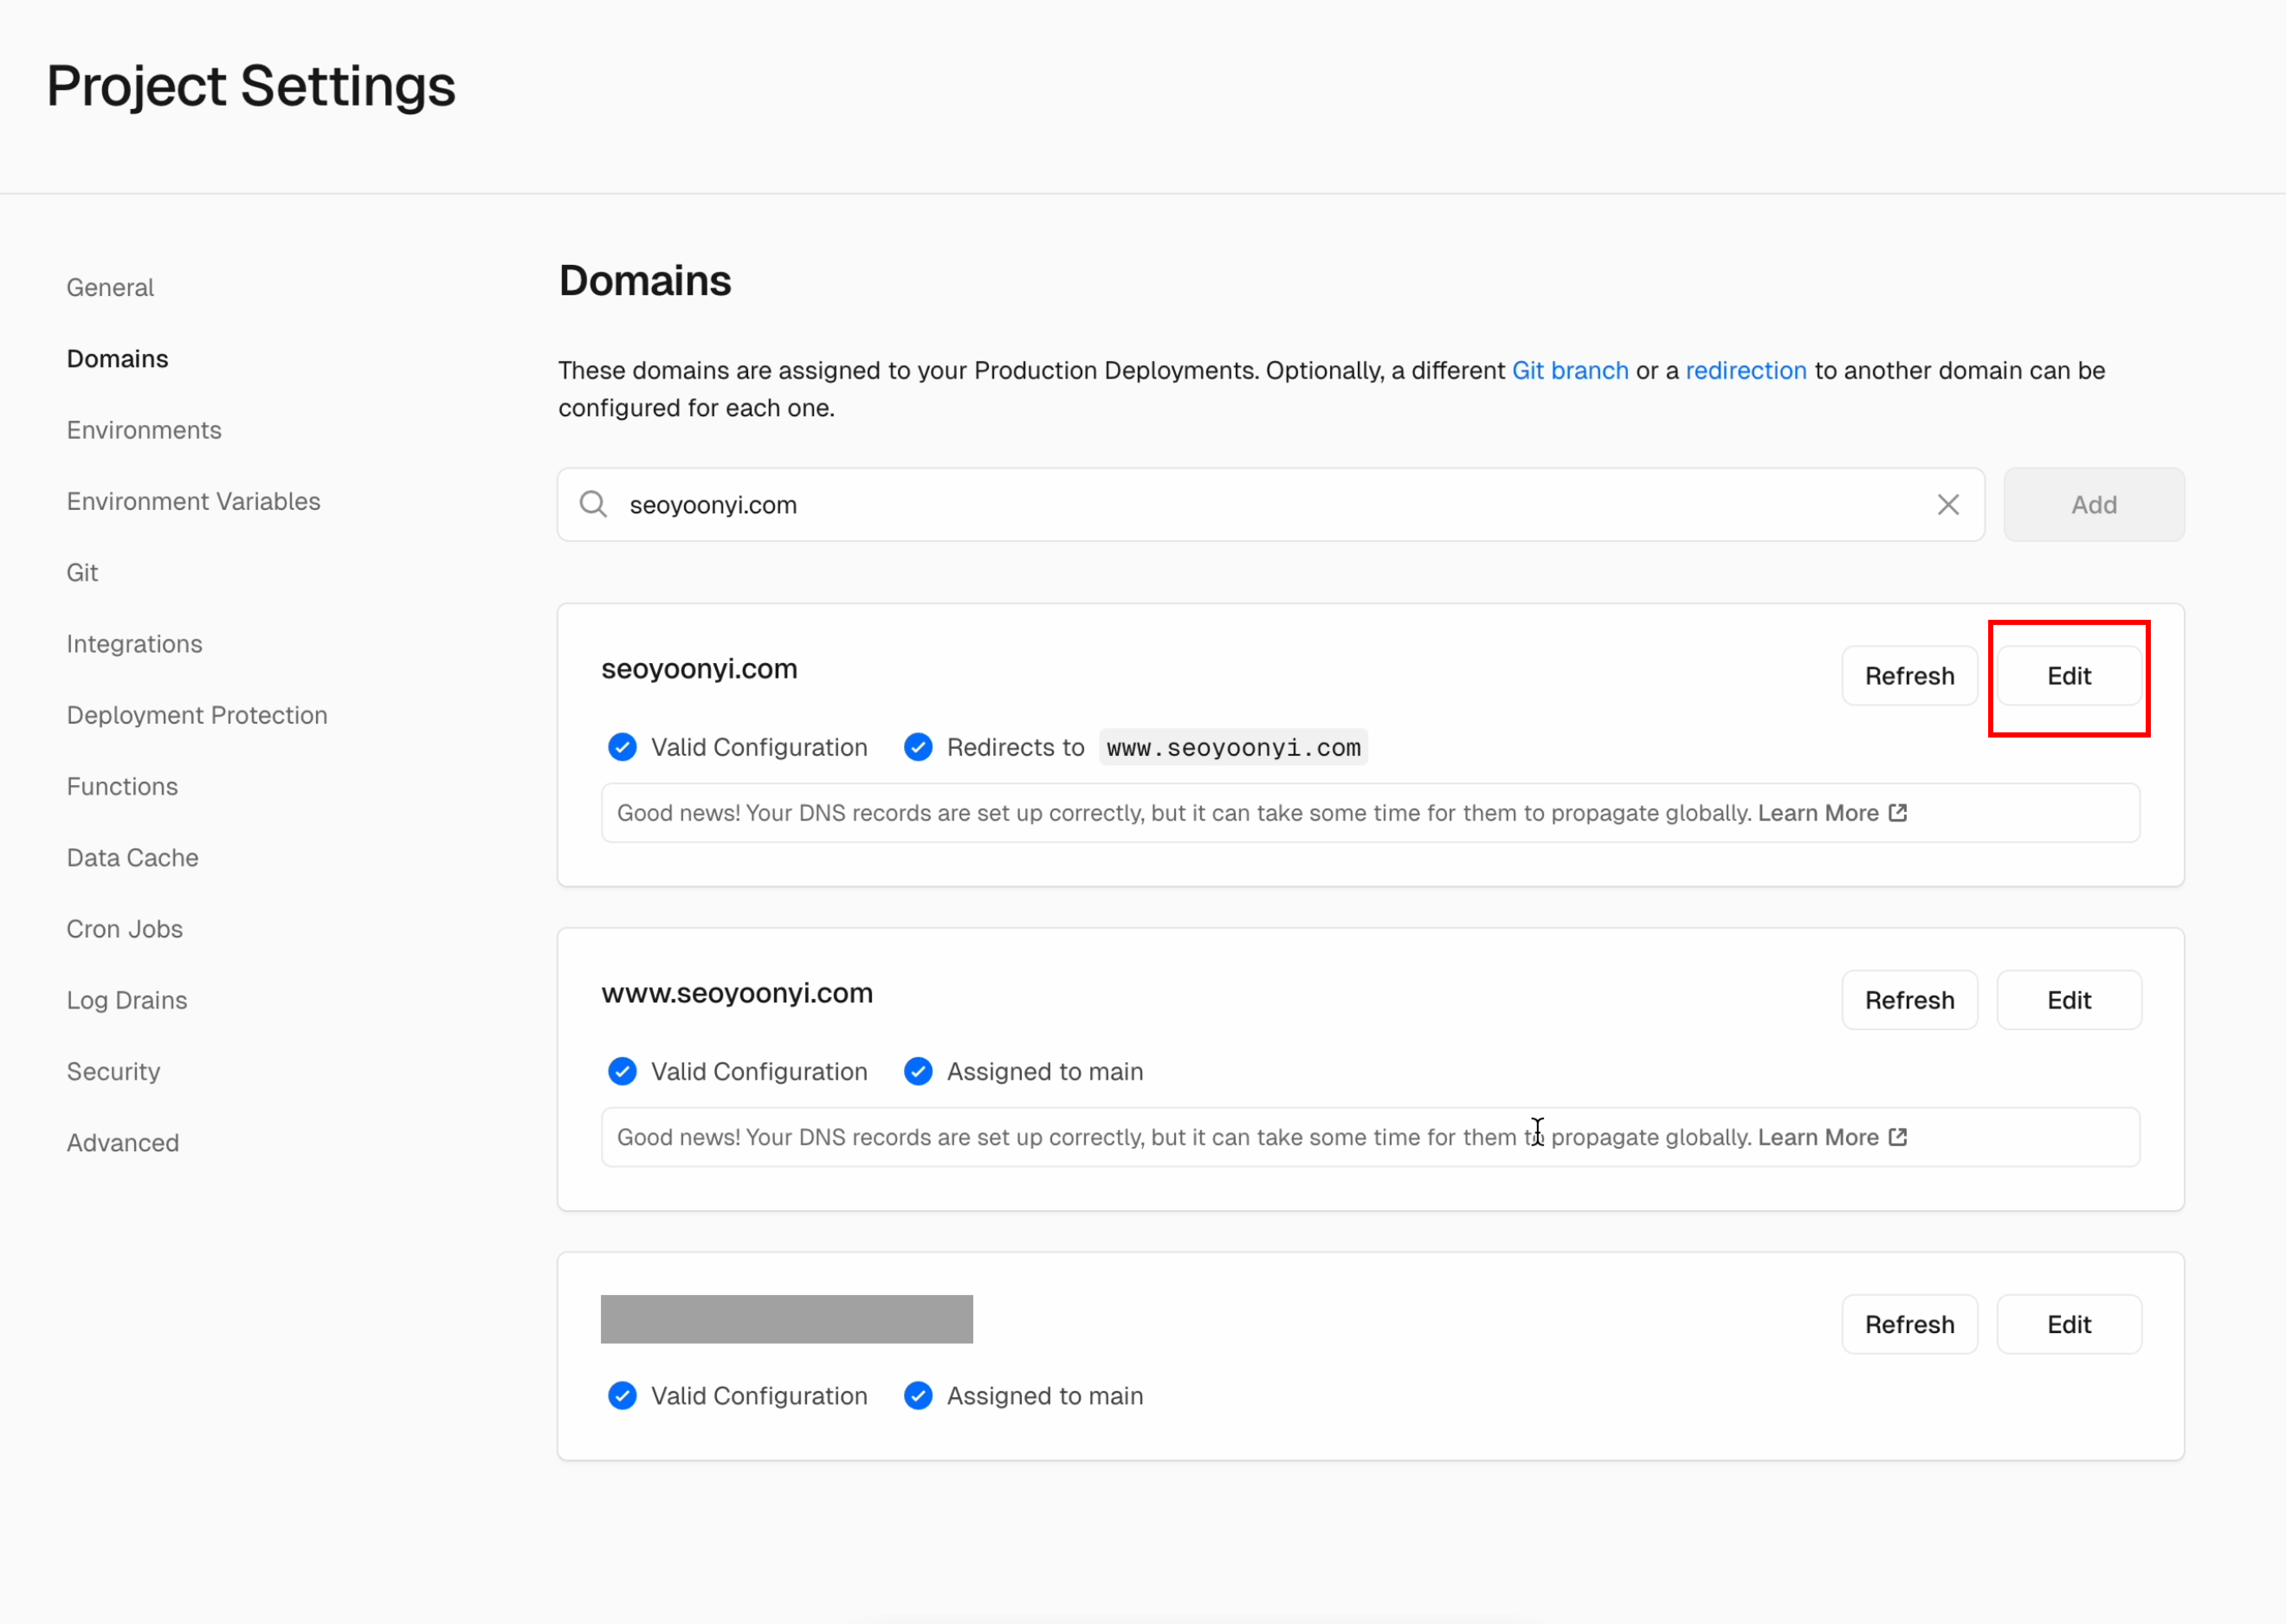 Project Settings
General
Domains
Environments
Environment Variables
Git
Integrations
Deployment Protection
Functions
Data Cache
Cron Jobs
Log Drains
Security
Advanced
Domains
These domains are assigned to your Production Deployments. Optionally, a different Git branch or a redirection to another domain can be
configured for each one.
seoyoonyi.com
Add
seoyoonyi.com
Refresh
Edit
Valid Configuration
Redirects to www.seoyoonyi.com
Good news! Your DNS records are set up correctly, but it can take some time for them to propagate globally. Learn More
www.seoyoonyi.com
Refresh
Edit
Valid Configuration
Assigned to main
Good news! Your DNS records are set up correctly, but it can take some time for them to propagate globally. Learn More
Refresh
Edit
Valid Configuration
Assigned to main